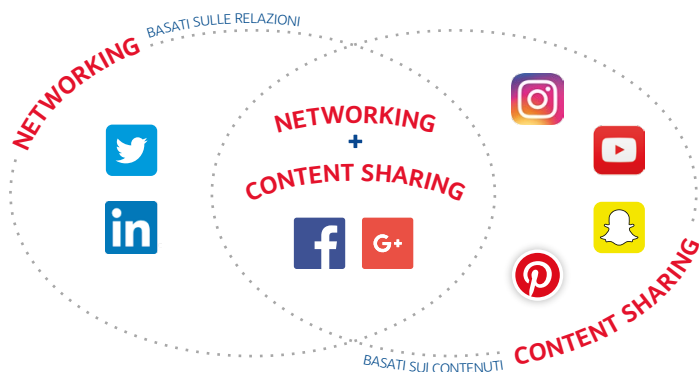 BASATI SULLE RELAZIONI
NETWORKING
NETWORKING
+
CONTENT SHARING
in
f
G+
CONTENT SHARING
BASATI SUI CONTENUTI